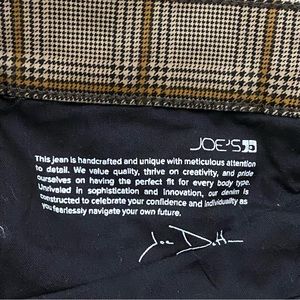 JOE'S
This jean is handcrafted and unique with meticulous attention
to detail. We value quality, thrive on creativity, and pride
ourselves on having the perfect fit for every body type.
Unrivaled in sophistication and innovation, our denim is
constructed to celebrate your confidence and individuality as
you fearlessly navigate your own future.
Joe